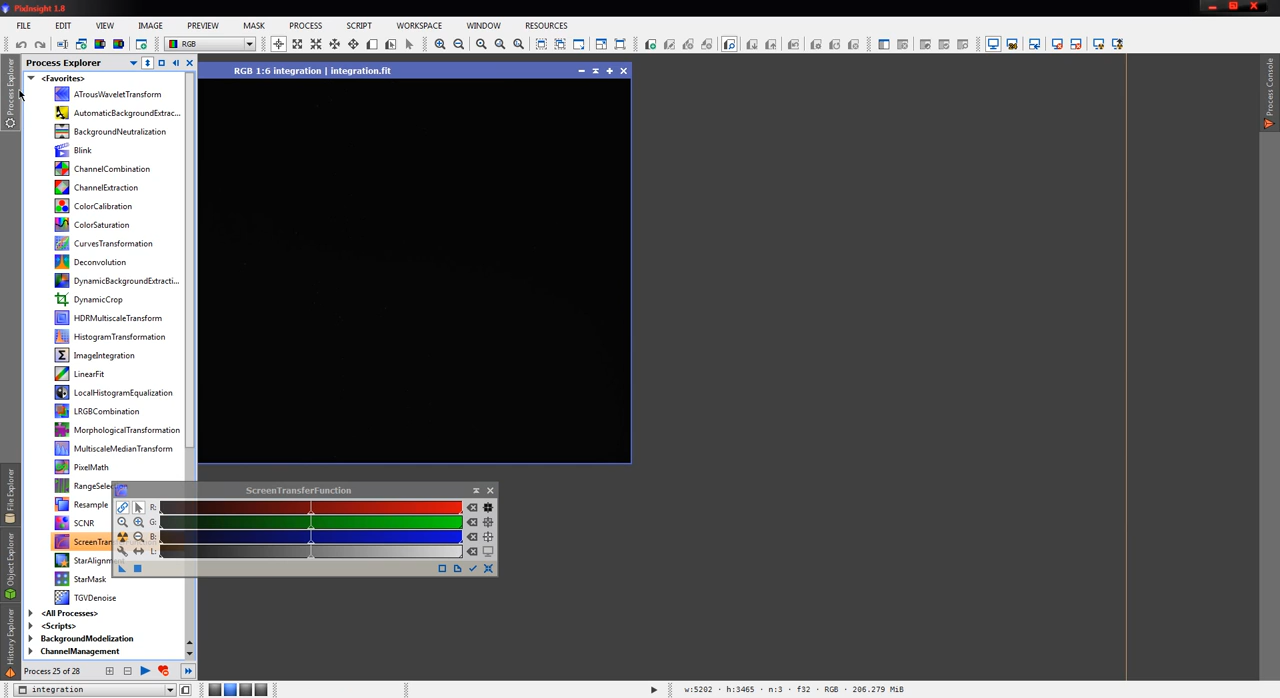 PixInsight 1.8
FILE EDIT VIEW IMAGE PREVIEW MASK PROCESS SCRIPT WORKSPACE WINDOW RESOURCES
RGB
Process Explorer
RGB 1:6 integration | integration.fit
<Favorites>
ATrousWaveletTransform
AutomaticBackgroundExtrac...
BackgroundNeutralization
Blink
ChannelCombination
ChannelExtraction
ColorCalibration
ColorSaturation
CurvesTransformation
Deconvolution
DynamicBackgroundExtracti...
DynamicCrop
HDRMultiscaleTransform
HistogramTransformation
ImageIntegration
LinearFit
LocalHistogramEqualization
LRGBCombination
MorphologicalTransformation
MultiscaleMedianTransform
PixelMath
RangeSelection
Resample
SCNR
ScreenTran
StarAlignment
StarMask
TGVDenoise
<All Processes>
<Scripts>
BackgroundModelization
ChannelManagement
Process 25 of 28
integration
ScreenTransferFunction
R:
G:
B:
L:
Process Explorer
File Explorer
Object Explorer
History Explorer
Process Console
w:5202 · h:3465 · n:3 · f32 · RGB · 206.279 MiB